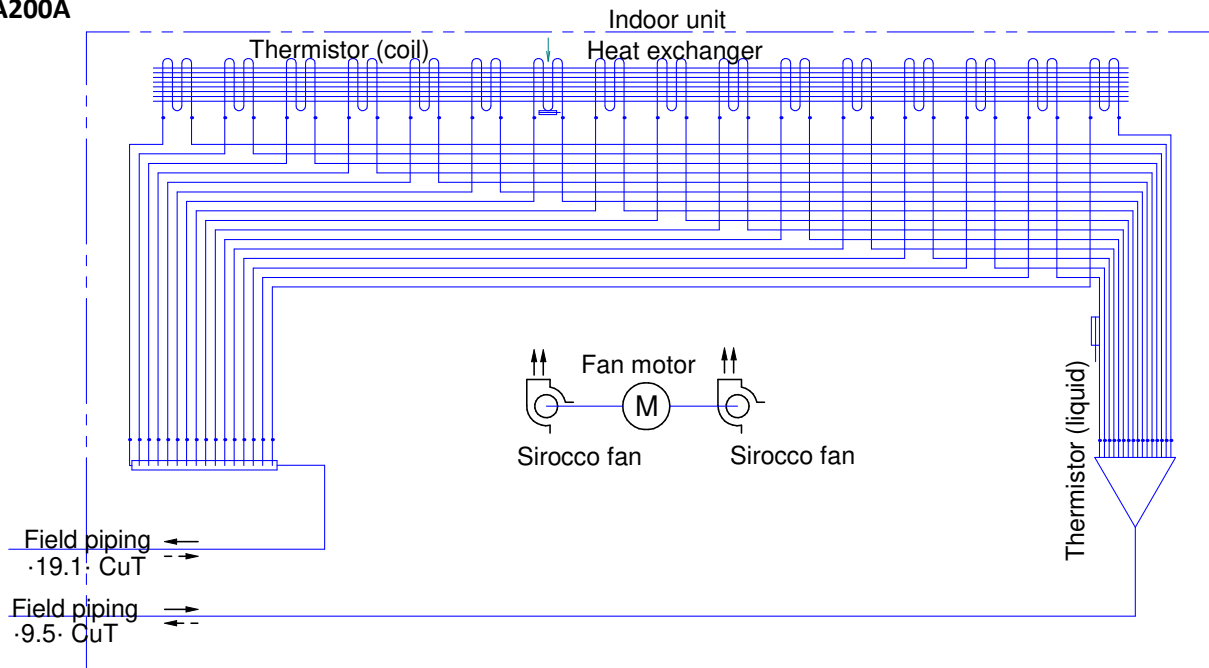 A200A
Indoor unit
Thermistor (coil)
Heat exchanger
Fan motor
M
Sirocco fan
Sirocco fan
Thermistor (liquid)
Field piping
·19.1· CuT
Field piping
·9.5· CuT